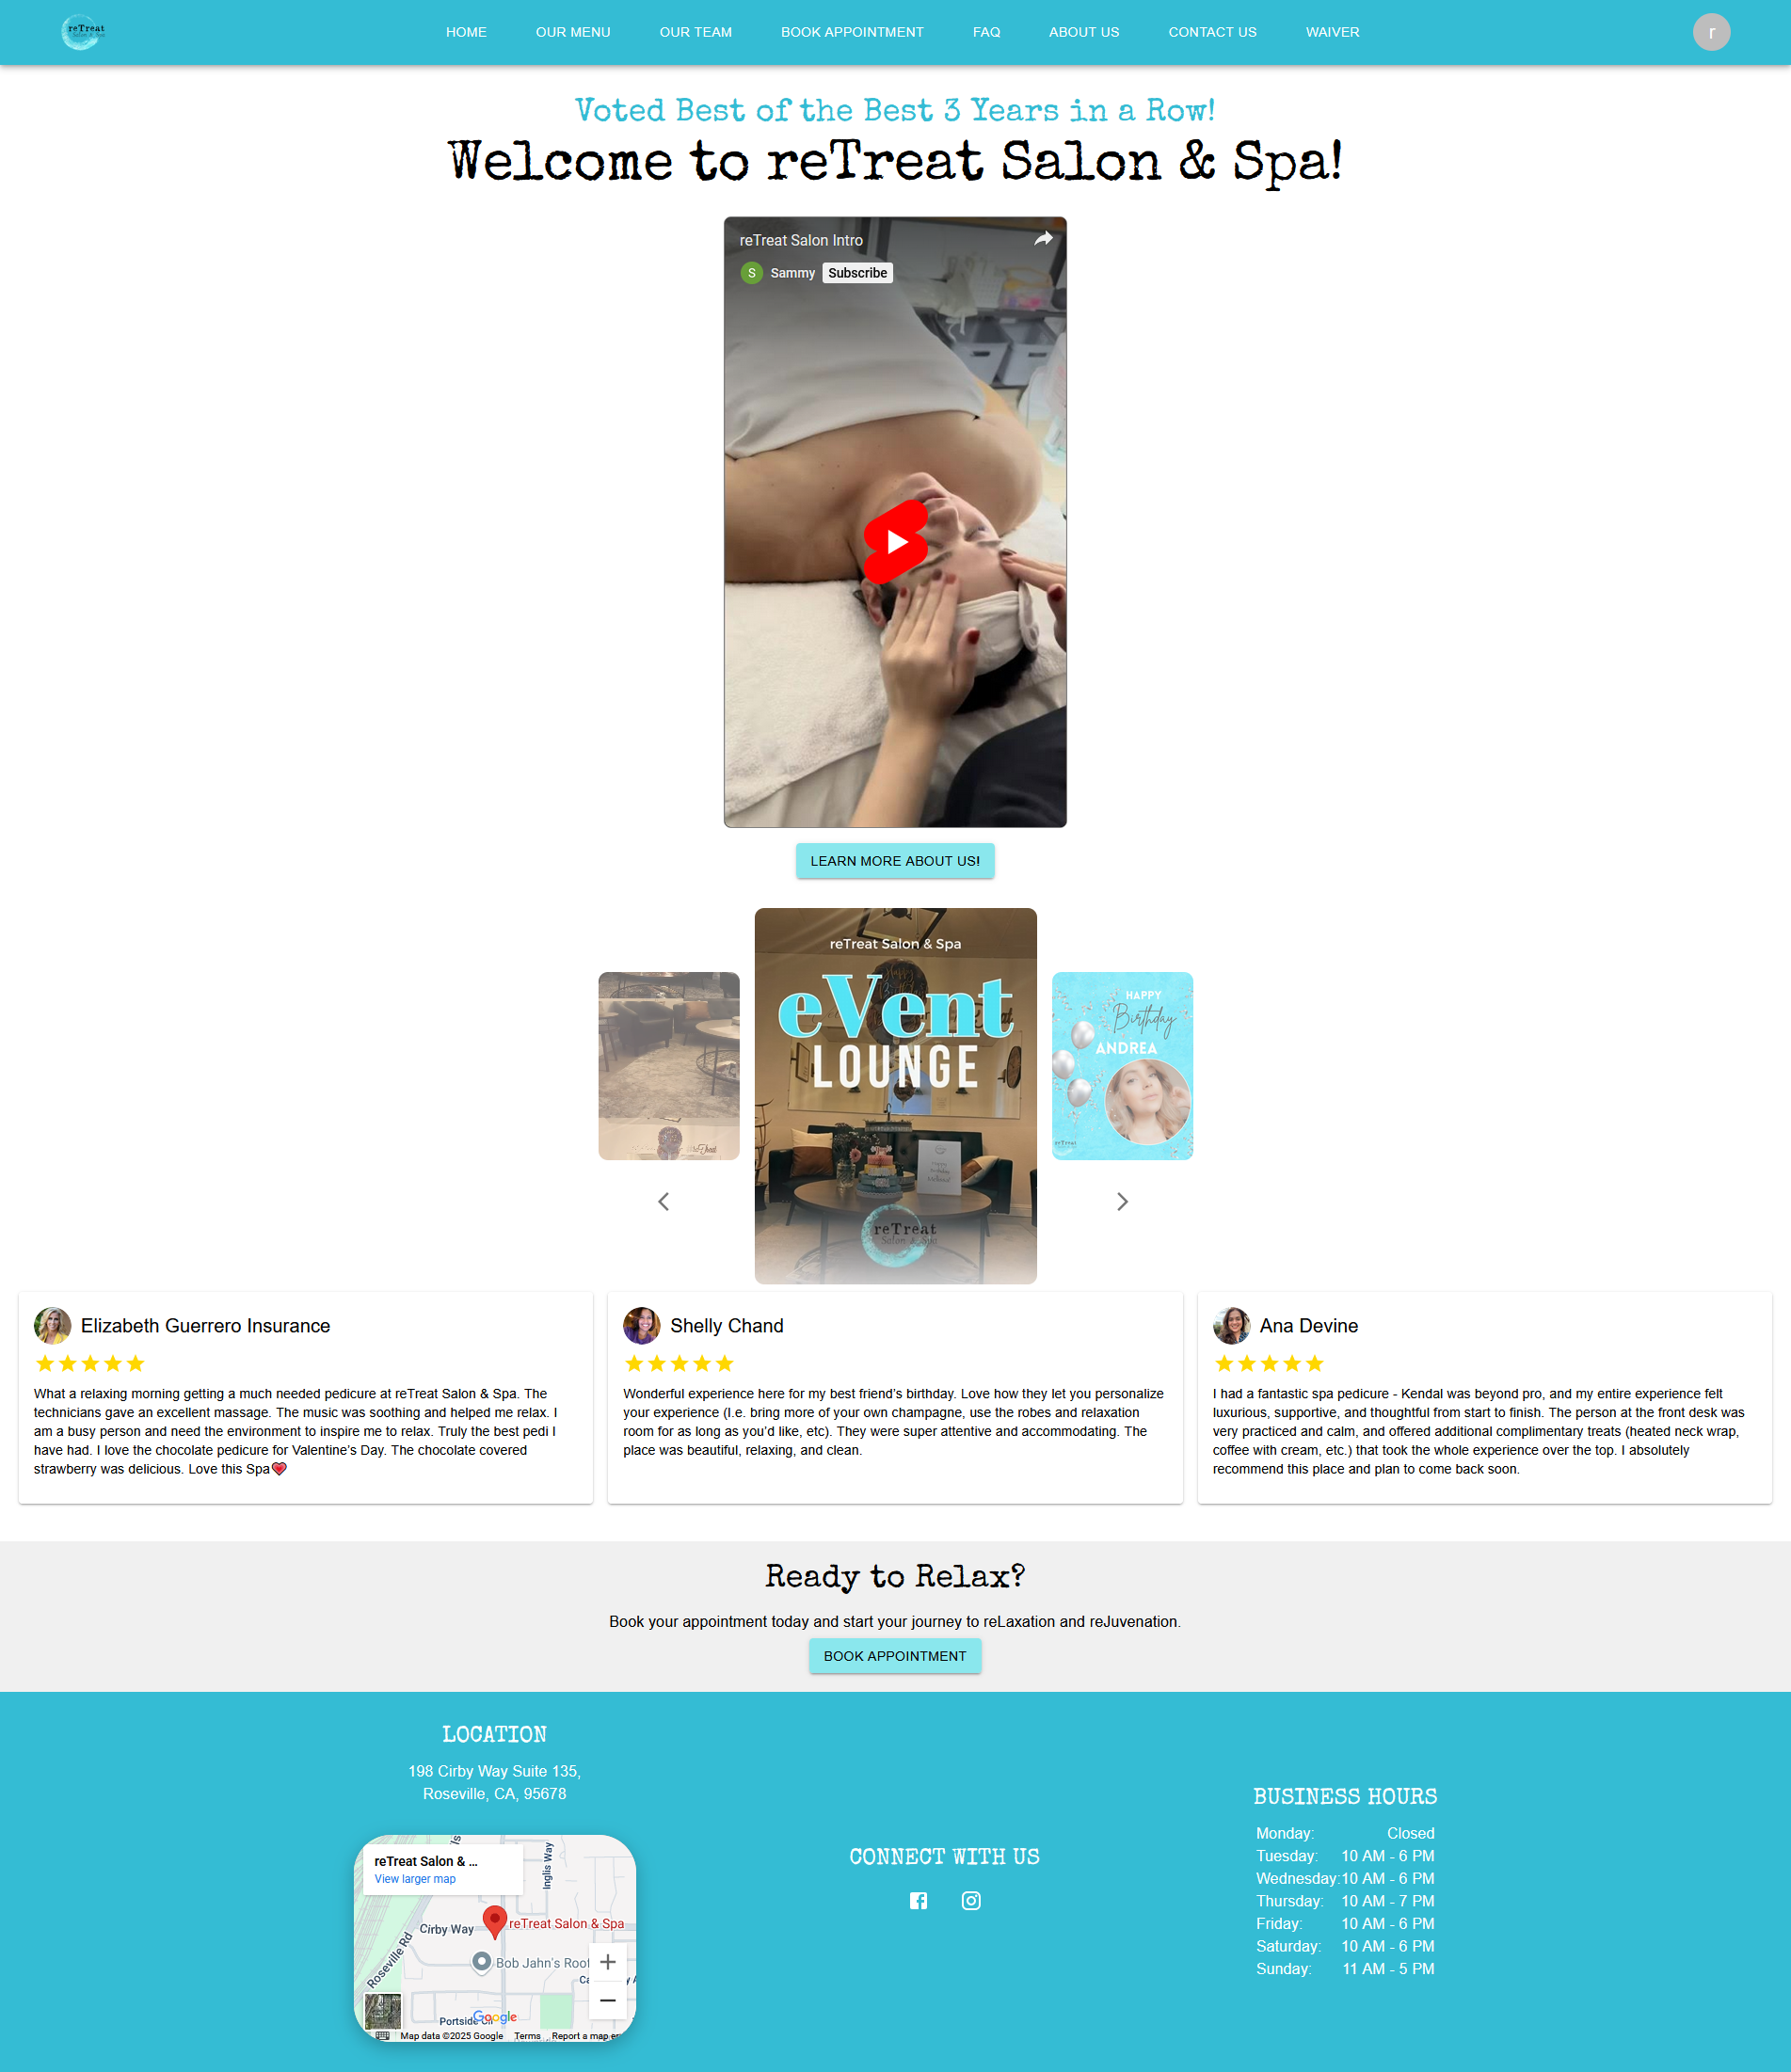 reTreat
Salon & Spa
HOME
OUR MENU
OUR TEAM
BOOK APPOINTMENT
FAQ
ABOUT US
CONTACT US
WAIVER
r
Voted Best of the Best 3 Years in a Row!
Welcome to reTreat Salon & Spa!
reTreat Salon Intro
S
Sammy
Subscribe
LEARN MORE ABOUT US!
reTreat Salon & Spa
eVent
LOUNGE
reTreat
Salon & Spa
HAPPY
Birthday
ANDREA
reTreat
Elizabeth Guerrero Insurance
What a relaxing morning getting a much needed pedicure at reTreat Salon & Spa. The
technicians gave an excellent massage. The music was soothing and helped me relax. I
am a busy person and need the environment to inspire me to relax. Truly the best pedi I
have had. I love the chocolate pedicure for Valentine’s Day. The chocolate covered
strawberry was delicious. Love this Spa💗
Shelly Chand
Wonderful experience here for my best friend’s birthday. Love how they let you personalize
your experience (I.e. bring more of your own champagne, use the robes and relaxation
room for as long as you’d like, etc). They were super attentive and accommodating. The
place was beautiful, relaxing, and clean.
Ana Devine
I had a fantastic spa pedicure - Kendal was beyond pro, and my entire experience felt
luxurious, supportive, and thoughtful from start to finish. The person at the front desk was
very practiced and calm, and offered additional complimentary treats (heated neck wrap,
coffee with cream, etc.) that took the whole experience over the top. I absolutely
recommend this place and plan to come back soon.
Ready to Relax?
Book your appointment today and start your journey to reLaxation and reJuvenation.
BOOK APPOINTMENT
LOCATION
198 Cirby Way Suite 135,
Roseville, CA, 95678
reTreat Salon & ...
View larger map
Inglis Way
Cirby Way
reTreat Salon & Spa
Roseville Rd
Bob Jahn's Roof
Portside Cir
Google
Map data ©2025 Google
Terms
Report a map er
CONNECT WITH US
BUSINESS HOURS
Monday: Closed
Tuesday: 10 AM - 6 PM
Wednesday: 10 AM - 6 PM
Thursday: 10 AM - 7 PM
Friday: 10 AM - 6 PM
Saturday: 10 AM - 6 PM
Sunday: 11 AM - 5 PM